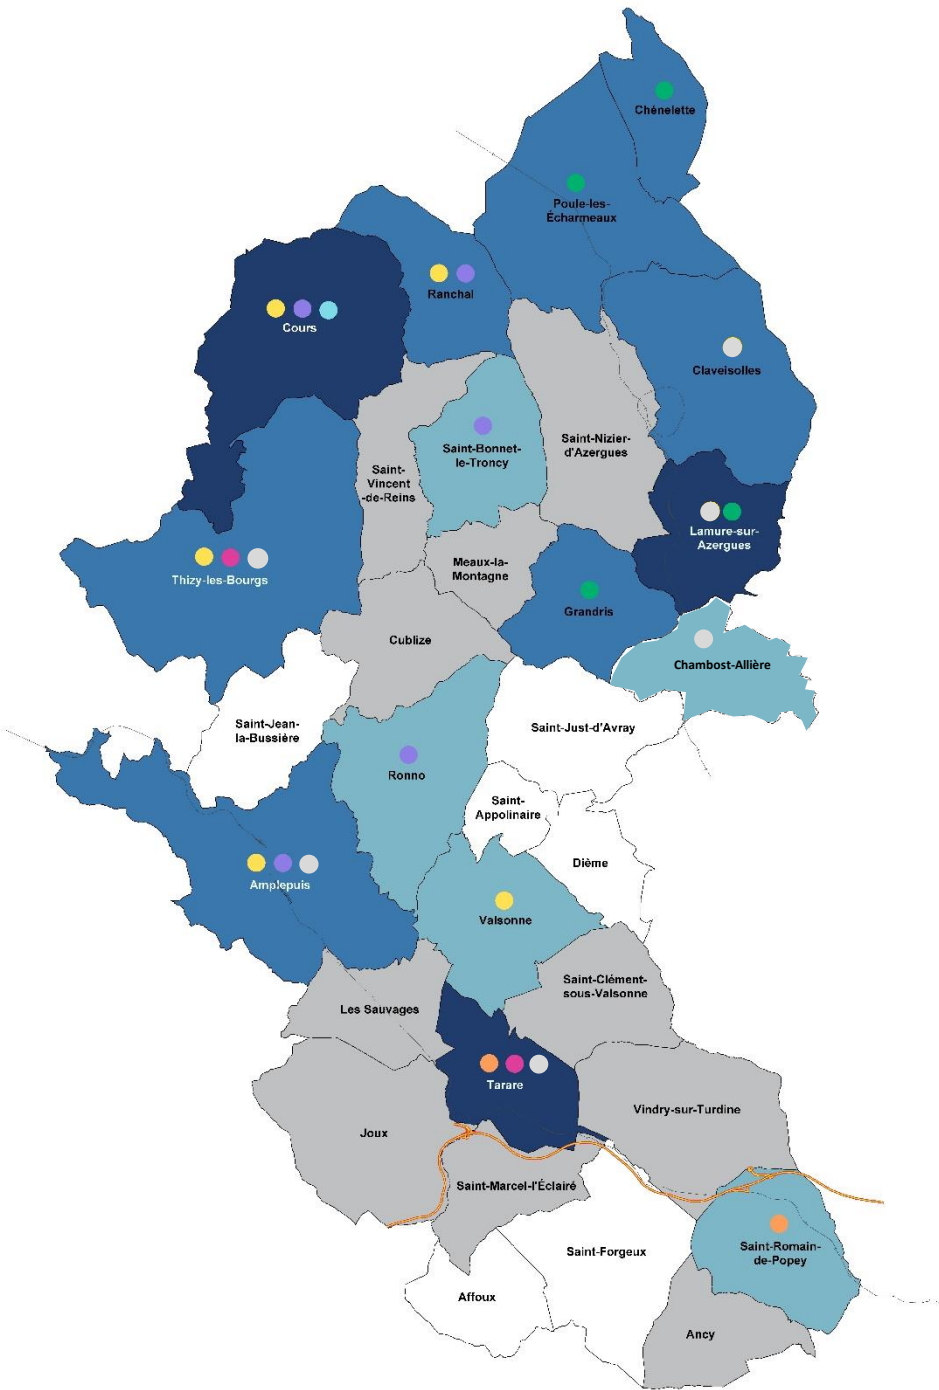 Chénelette
Poule-les-
Écharmeaux
Ranchal
Cours
Claveisolles
Saint-Nizier-
d'Azergues
Saint-Bonnet-
le-Troncy
Saint-
Vincent
-de-Reins
Lamure-sur-
Azergues
Meaux-la-
Montagne
Thizy-les-Bourgs
Grandris
Cublize
Chambost-Allière
Saint-Jean-
la-Bussière
Saint-Just-d'Avray
Ronno
Saint-
Appolinaire
Dième
Amplepuis
Valsonne
Saint-Clément-
sous-Valsonne
Les Sauvages
Tarare
Vindry-sur-Turdine
Joux
Saint-Marcel-l'Éclairé
Saint-Forgeux
Saint-Romain-
de-Popey
Affoux
Ancy